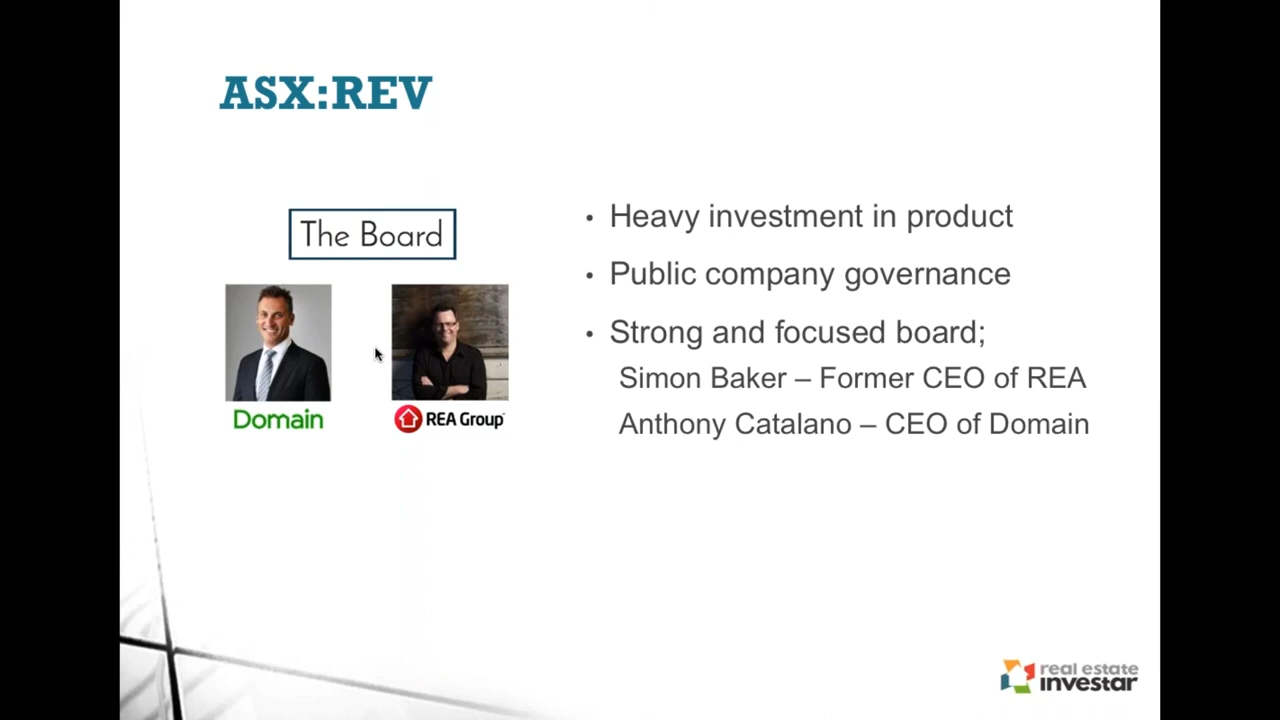 ASX:REV
The Board
Domain
REA Group
• Heavy investment in product
• Public company governance
• Strong and focused board;
Simon Baker – Former CEO of REA
Anthony Catalano – CEO of Domain
real estate
investar